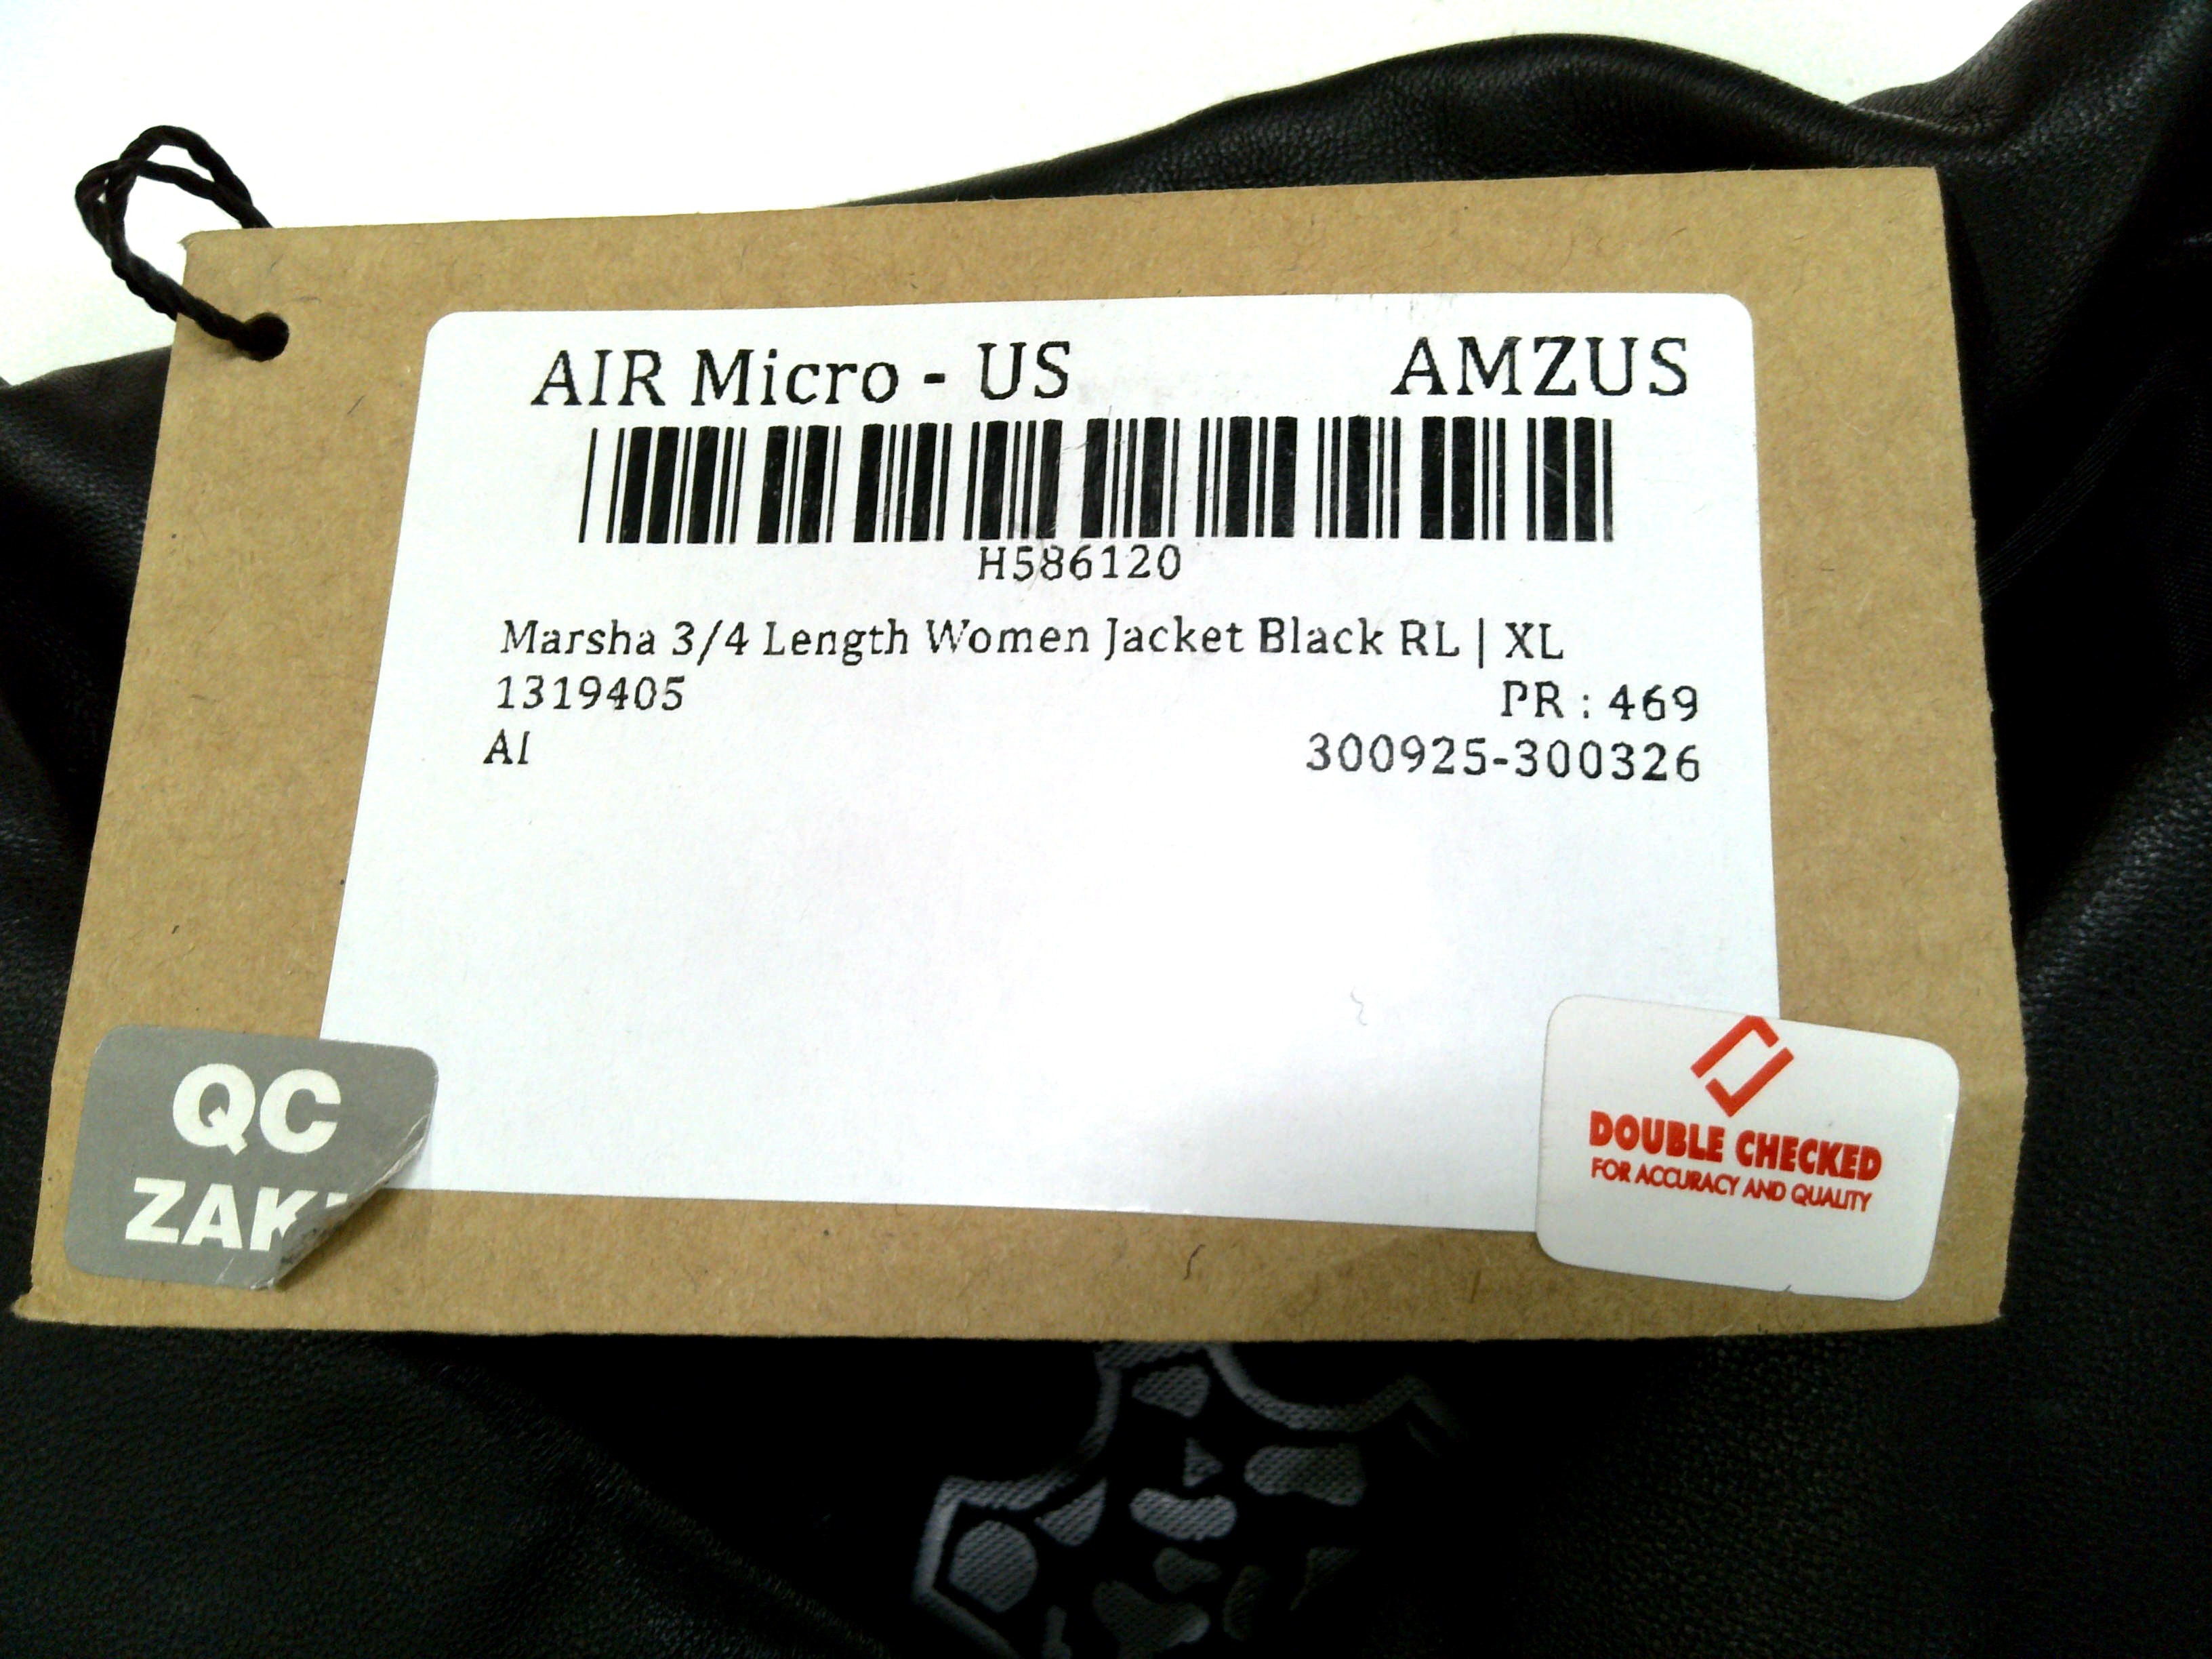 AIR Micro - US AMZUS
H586120
Marsha 3/4 Length Women Jacket Black RL | XL
1319405 PR : 469
AI 300925-300326
QC
DOUBLE CHECKED
FOR ACCURACY AND QUALITY